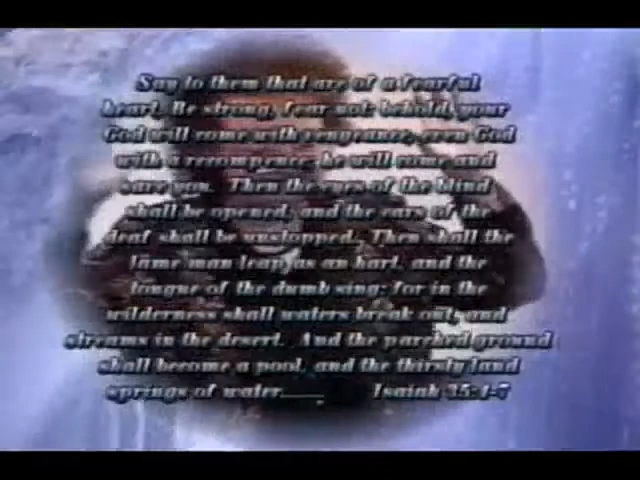 Say to them that are of a fearful
heart, Be strong, fear not: behold, your
God will come with vengeance, even God
with a recompence; he will come and
save you. Then the eyes of the blind
shall be opened, and the ears of the
deaf shall be unstopped. Then shall the
lame man leap as an hart, and the
tongue of the dumb sing: for in the
wilderness shall waters break out, and
streams in the desert. And the parched ground
shall become a pool, and the thirsty land
springs of water...... Isaiah 35:4-7